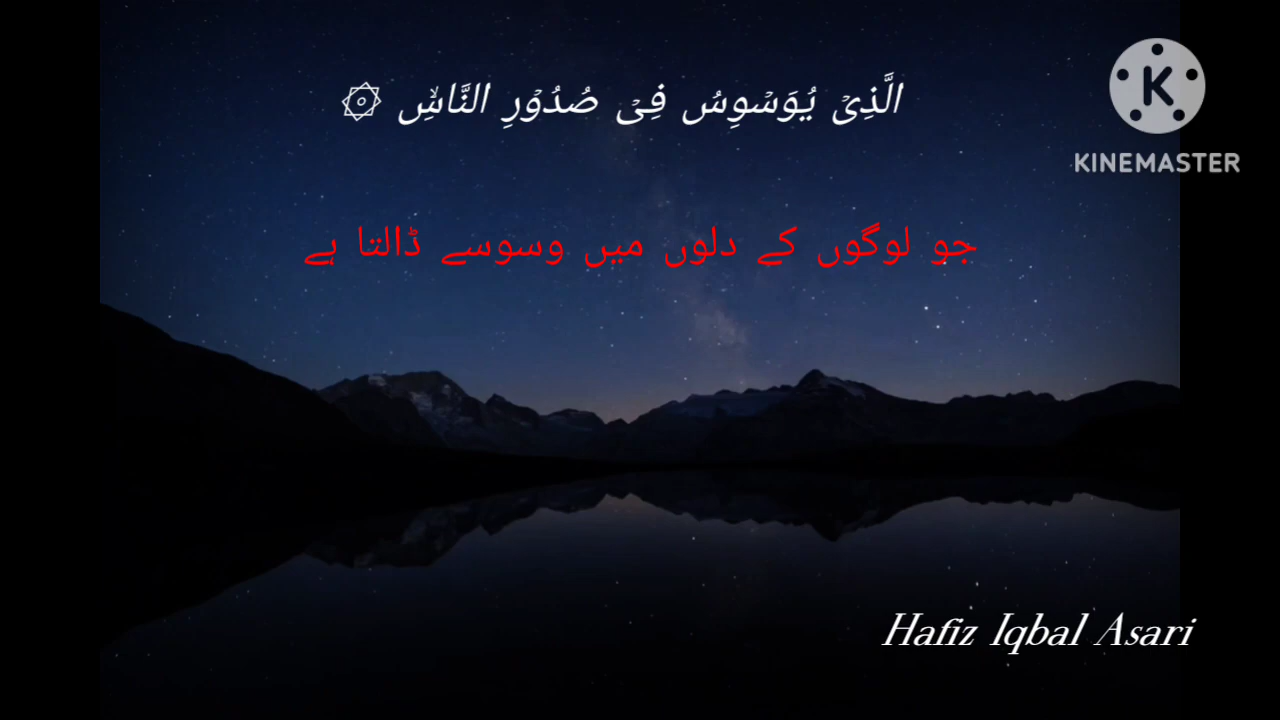 الَّذِىۡ يُوَسۡوِسُ فِىۡ صُدُوۡرِ النَّاسِۙ ۞
KINEMASTER
جو لوگوں کے دلوں میں وسوسے ڈالتا ہے
Hafiz Iqbal Asari